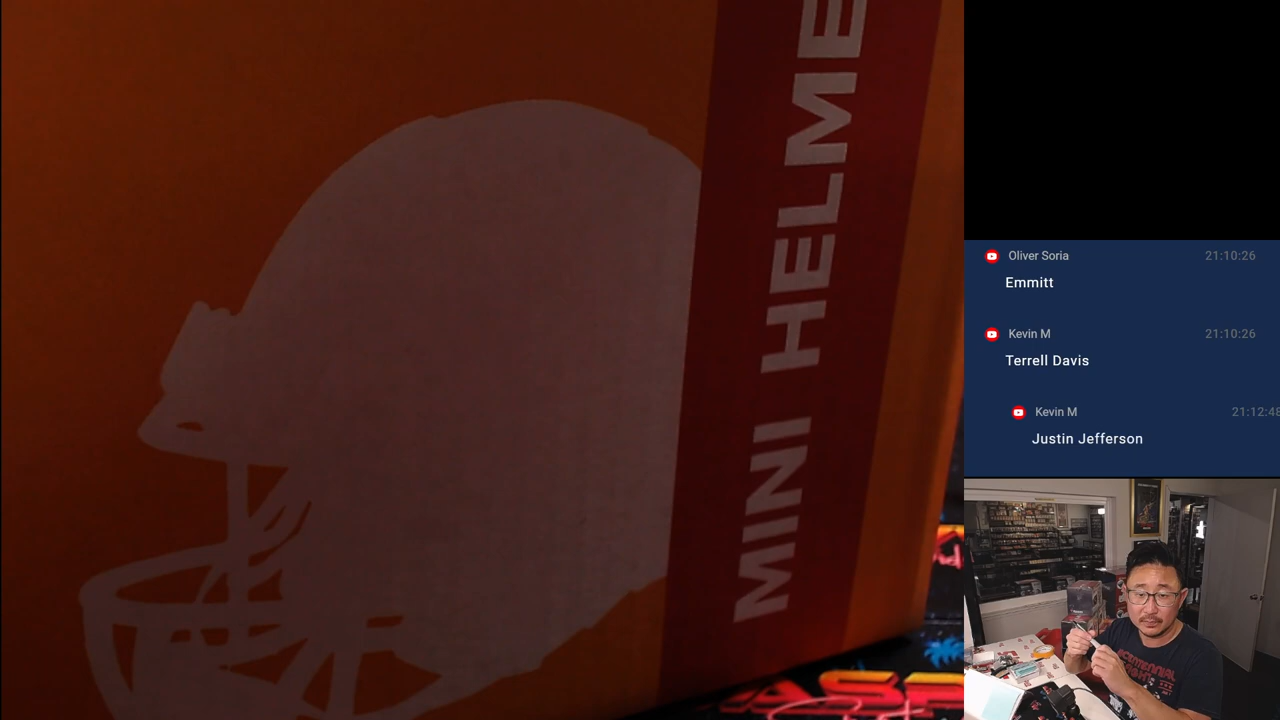 MINI HELME
Oliver Soria 21:10:26
Emmitt
Kevin M 21:10:26
Terrell Davis
Kevin M 21:12:48
Justin Jefferson